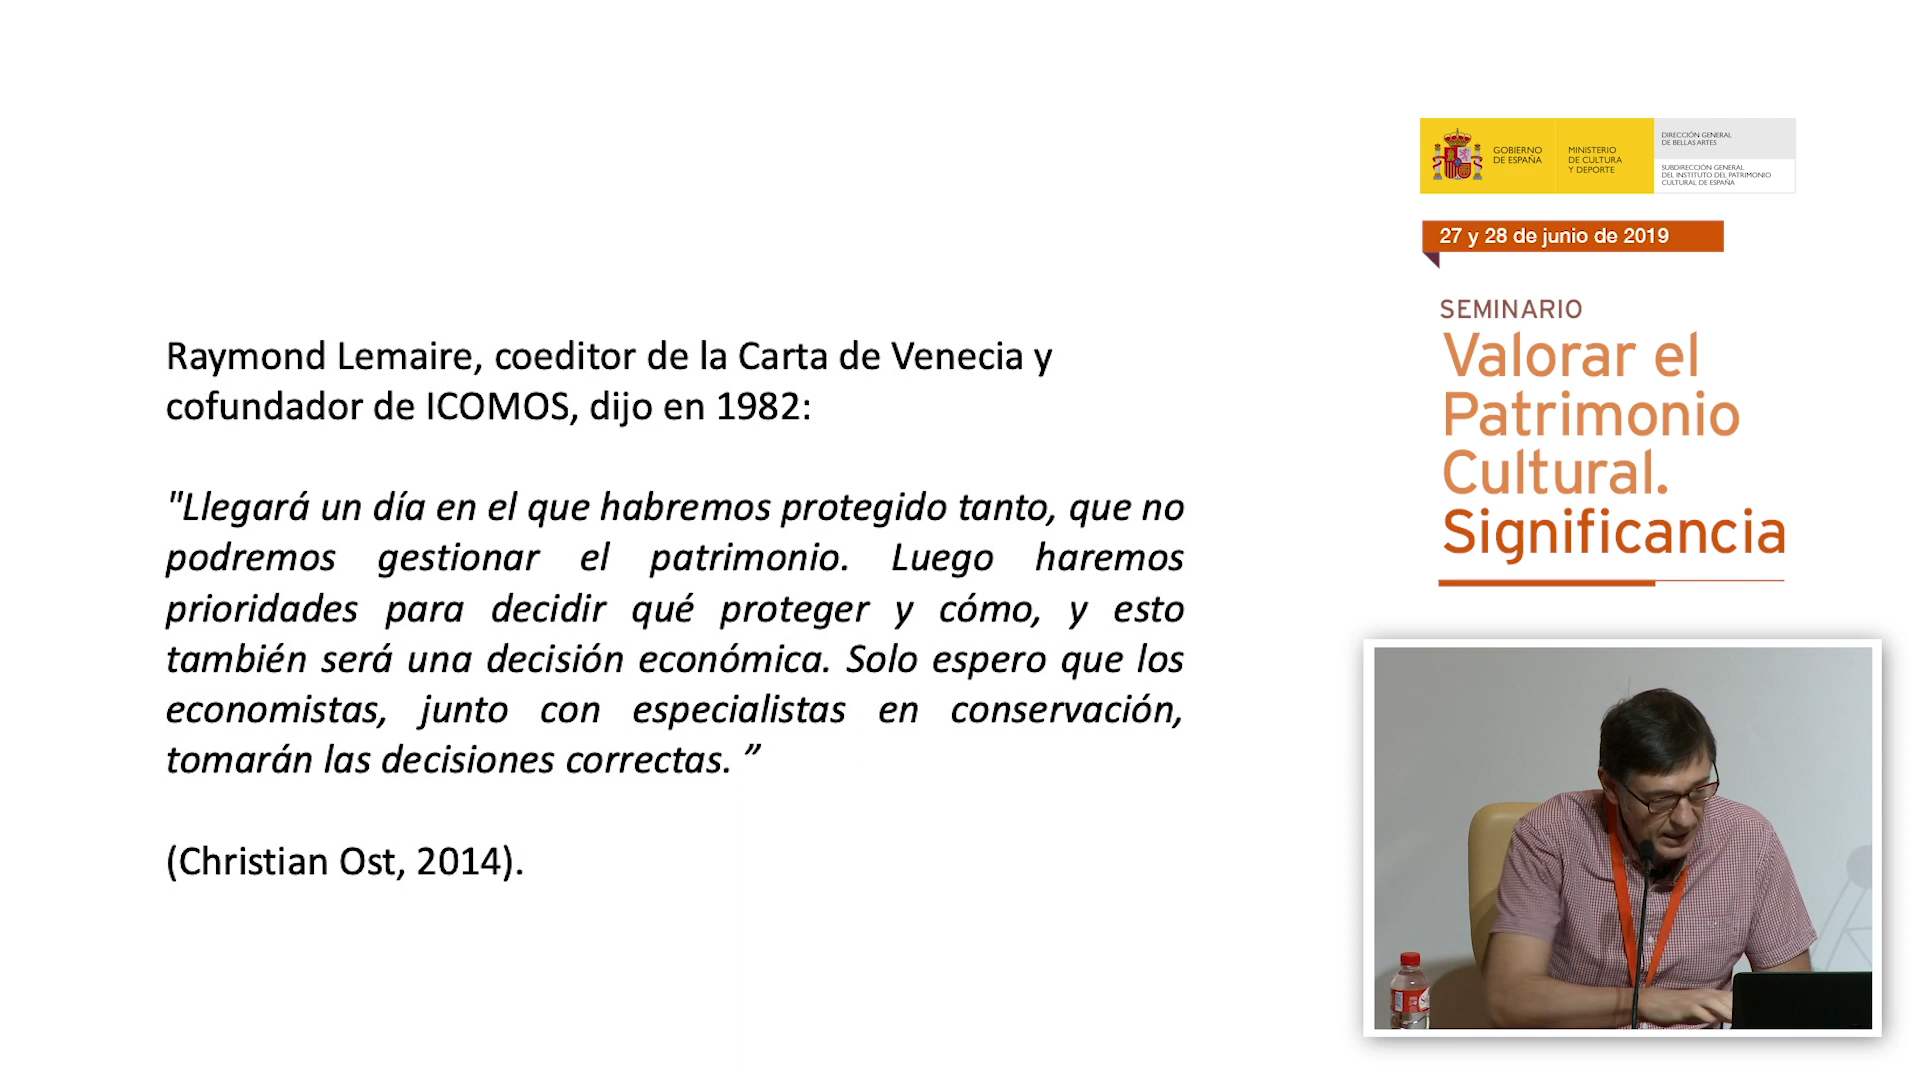 Raymond Lemaire, coeditor de la Carta de Venecia y
cofundador de ICOMOS, dijo en 1982:
"Llegará un día en el que habremos protegido tanto, que no
podremos gestionar el patrimonio. Luego haremos
prioridades para decidir qué proteger y cómo, y esto
también será una decisión económica. Solo espero que los
economistas, junto con especialistas en conservación,
tomarán las decisiones correctas. ”
(Christian Ost, 2014).
GOBIERNO
DE ESPAÑA
MINISTERIO
DE CULTURA
Y DEPORTE
DIRECCIÓN GENERAL
DE BELLAS ARTES
SUBDIRECCIÓN GENERAL
DEL INSTITUTO DEL PATRIMONIO
CULTURAL DE ESPAÑA
27 y 28 de junio de 2019
SEMINARIO
Valorar el
Patrimonio
Cultural.
Significancia